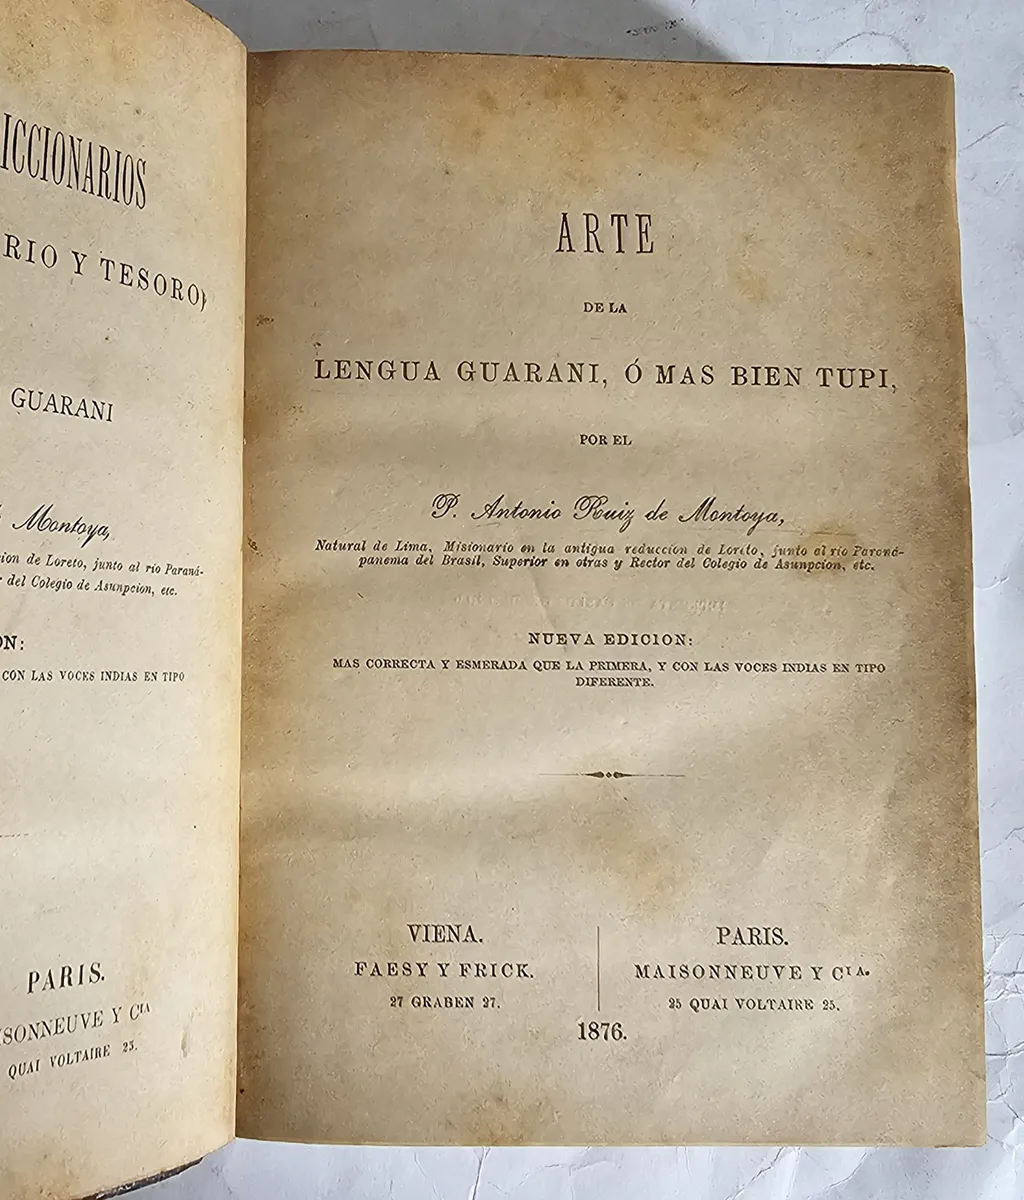 ICCIONARIOS
RIO Y TESORO)
GUARANI
Montoya,
cion de Loreto, junto al rio Paraná-
del Colegio de Asunpcion, etc.
ON:
CON LAS VOCES INDIAS EN TIPO
PARIS.
ISONNEUVE Y CIA
QUAI VOLTAIRE 25.
ARTE
DE LA
LENGUA GUARANI, Ó MAS BIEN TUPI,
POR EL
P. Antonio Ruiz de Montoya,
Natural de Lima, Misionario en la antigua reduccion de Loreto, junto al rio Paraná-
panema del Brasil, Superior en otras y Rector del Colegio de Asunpcion, etc.
NUEVA EDICION:
MAS CORRECTA Y ESMERADA QUE LA PRIMERA, Y CON LAS VOCES INDIAS EN TIPO
DIFERENTE.
VIENA.
FAESY Y FRICK.
27 GRABEN 27.
PARIS.
MAISONNEUVE Y CIA.
25 QUAI VOLTAIRE 25.
1876.